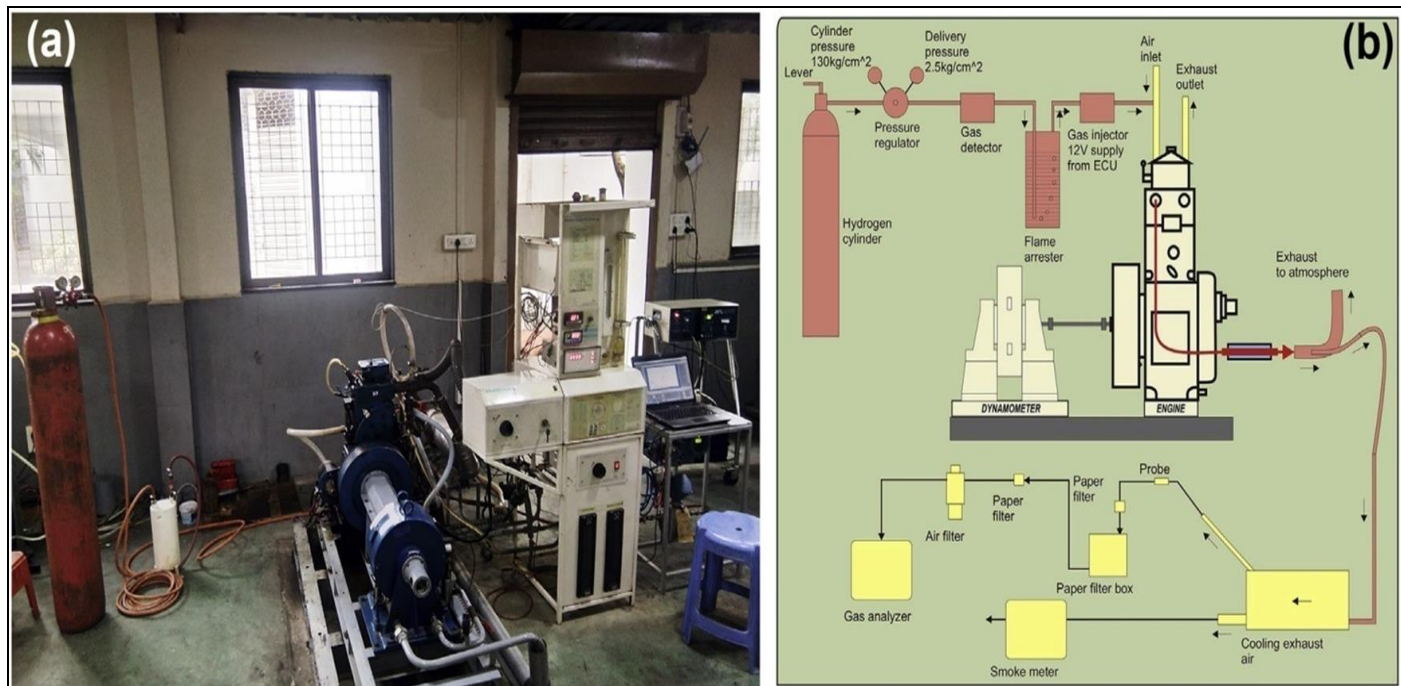 (a)
(b)
Cylinder
pressure
130kg/cm^2
Delivery
pressure
2.5kg/cm^2
Lever
Air
inlet
Exhaust
outlet
Pressure
regulator
Gas
detector
Gas injector
12V supply
from ECU
Hydrogen
cylinder
Flame
arrester
Exhaust
to atmosphere
DYNAMOMETER
ENGINE
Probe
Paper
filter
Paper
filter
Air filter
Paper filter box
Gas analyzer
Smoke meter
Cooling exhaust
air